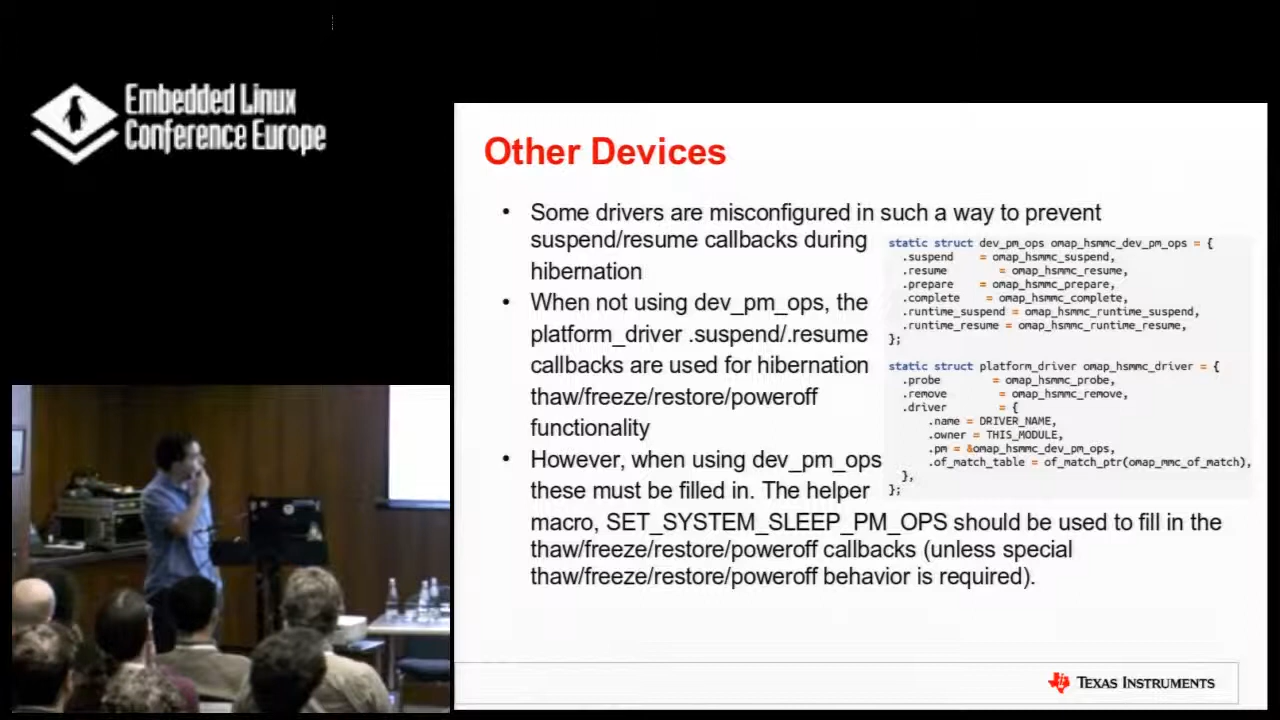 Embedded Linux
Conference Europe
Other Devices
• Some drivers are misconfigured in such a way to prevent
suspend/resume callbacks during
hibernation
• When not using dev_pm_ops, the
platform_driver .suspend/.resume
callbacks are used for hibernation
thaw/freeze/restore/poweroff
functionality
• However, when using dev_pm_ops
these must be filled in. The helper
macro, SET_SYSTEM_SLEEP_PM_OPS should be used to fill in the
thaw/freeze/restore/poweroff callbacks (unless special
thaw/freeze/restore/poweroff behavior is required).
static struct dev_pm_ops omap_hsmmc_dev_pm_ops = {
.suspend = omap_hsmmc_suspend,
.resume = omap_hsmmc_resume,
.prepare = omap_hsmmc_prepare,
.complete = omap_hsmmc_complete,
.runtime_suspend = omap_hsmmc_runtime_suspend,
.runtime_resume = omap_hsmmc_runtime_resume,
};
static struct platform_driver omap_hsmmc_driver = {
.probe = omap_hsmmc_probe,
.remove = omap_hsmmc_remove,
.driver = {
.name = DRIVER_NAME,
.owner = THIS_MODULE,
.pm = &omap_hsmmc_dev_pm_ops,
.of_match_table = of_match_ptr(omap_mmc_of_match),
},
};
TEXAS INSTRUMENTS